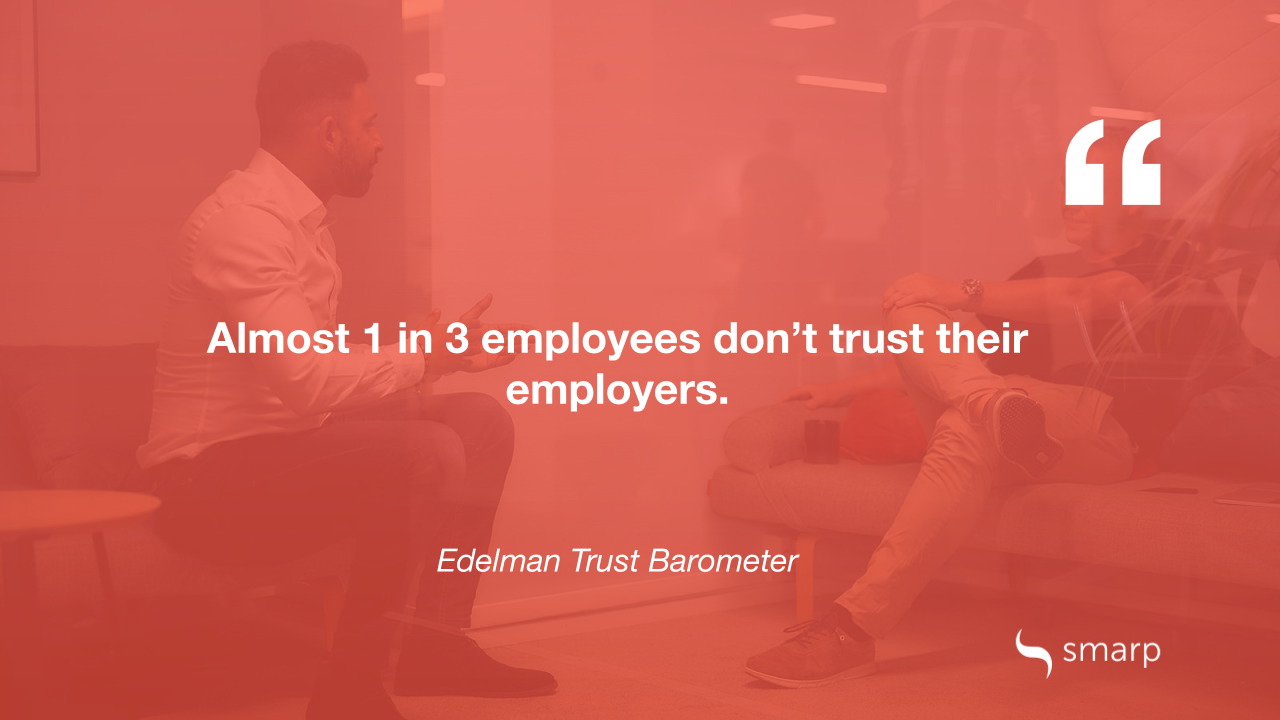 “
Almost 1 in 3 employees don’t trust their
employers.
Edelman Trust Barometer
smarp